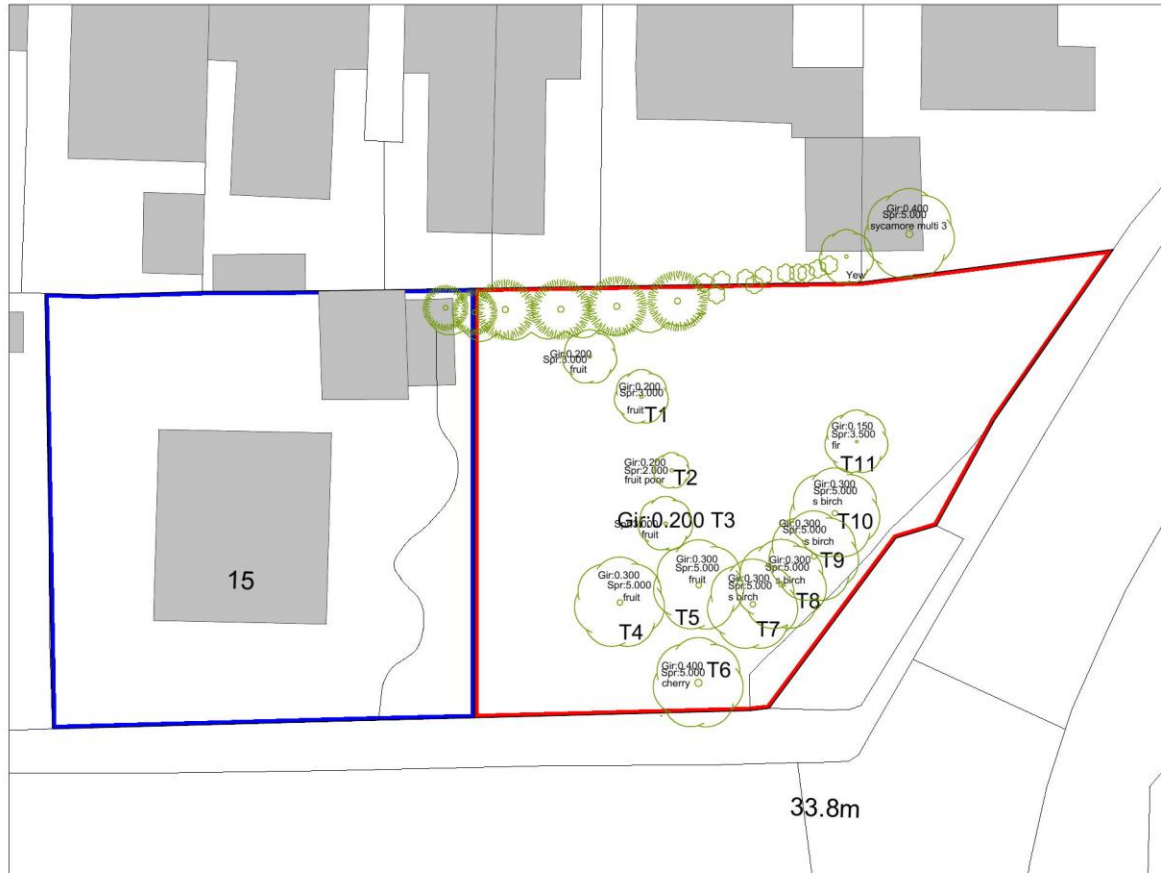 Gir:0.400
Spr:5.000
sycamore multi 3
Yew
Gir:0.200
Spr:3.000
fruit
Gir:0.200
Spr:3.000
fruit T1
Gir:0.200
Spr:2.000 T2
fruit poor
Gir:0.200 T3
Spr:3.000
fruit
Gir:0.150
Spr:3.500
fir
T11
Gir:0.300
Spr:5.000
s birch
T10
Gir:0.300
Spr:5.000
s birch
T9
Gir:0.300
Spr:5.000
s birch
T8
Gir:0.300
Spr:5.000
s birch
T7
Gir:0.300
Spr:5.000
fruit
T5
Gir:0.300
Spr:5.000
fruit
T4
Gir:0.400 T6
Spr:5.000
cherry
15
33.8m